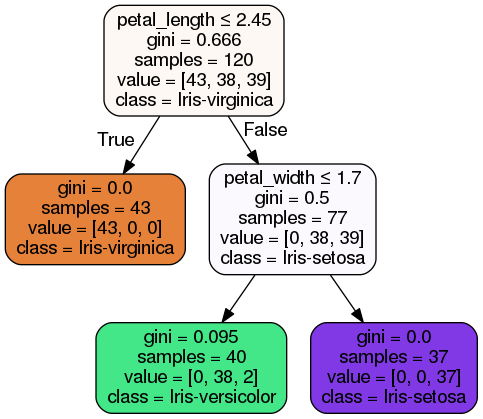 petal_length ≤ 2.45
gini = 0.666
samples = 120
value = [43, 38, 39]
class = Iris-virginica
True
False
gini = 0.0
samples = 43
value = [43, 0, 0]
class = Iris-virginica
petal_width ≤ 1.7
gini = 0.5
samples = 77
value = [0, 38, 39]
class = Iris-setosa
gini = 0.095
samples = 40
value = [0, 38, 2]
class = Iris-versicolor
gini = 0.0
samples = 37
value = [0, 0, 37]
class = Iris-setosa